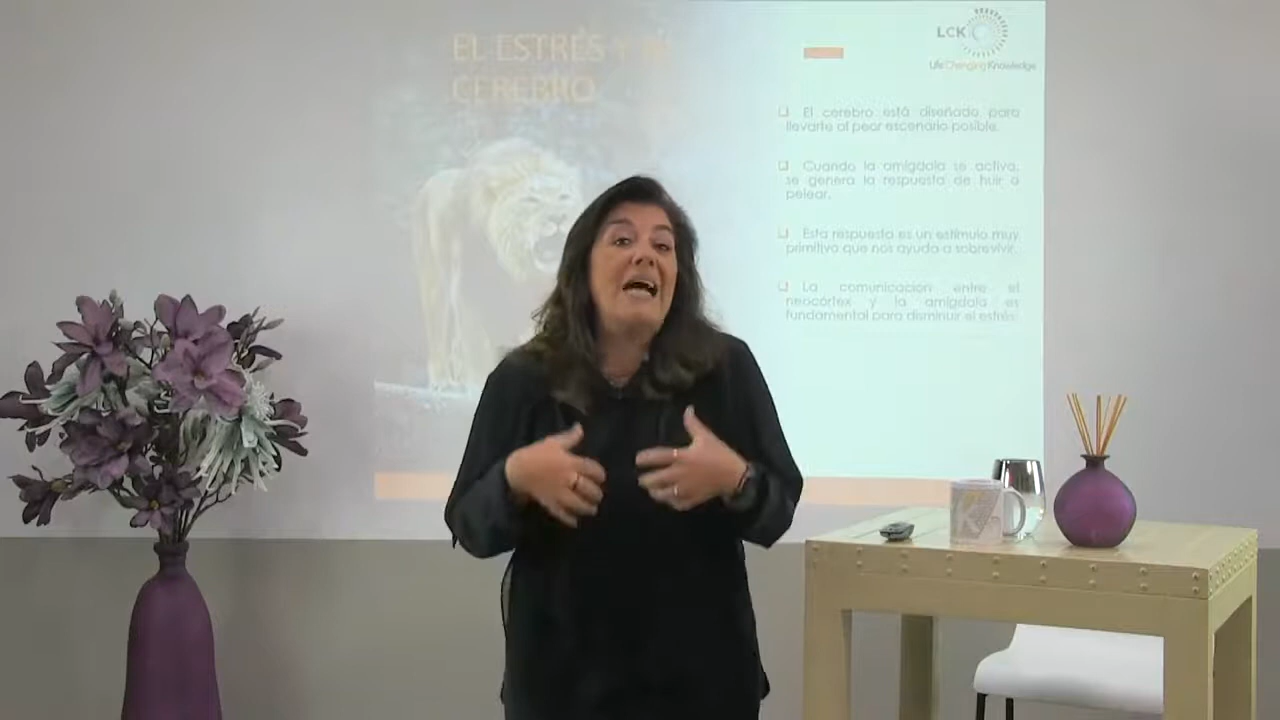 EL ESTRÉS Y
CEREBRO
LCK
Life Changing Knowledge
El cerebro está diseñado para
llevarte al peor escenario posible.
Cuando la amígdala se activa,
se genera la respuesta de huir o
pelear.
Esta respuesta es un estímulo muy
primitivo que nos ayuda a sobrevivir.
La comunicación entre el
neocórtex y la amígdala es
fundamental para disminuir el estrés.